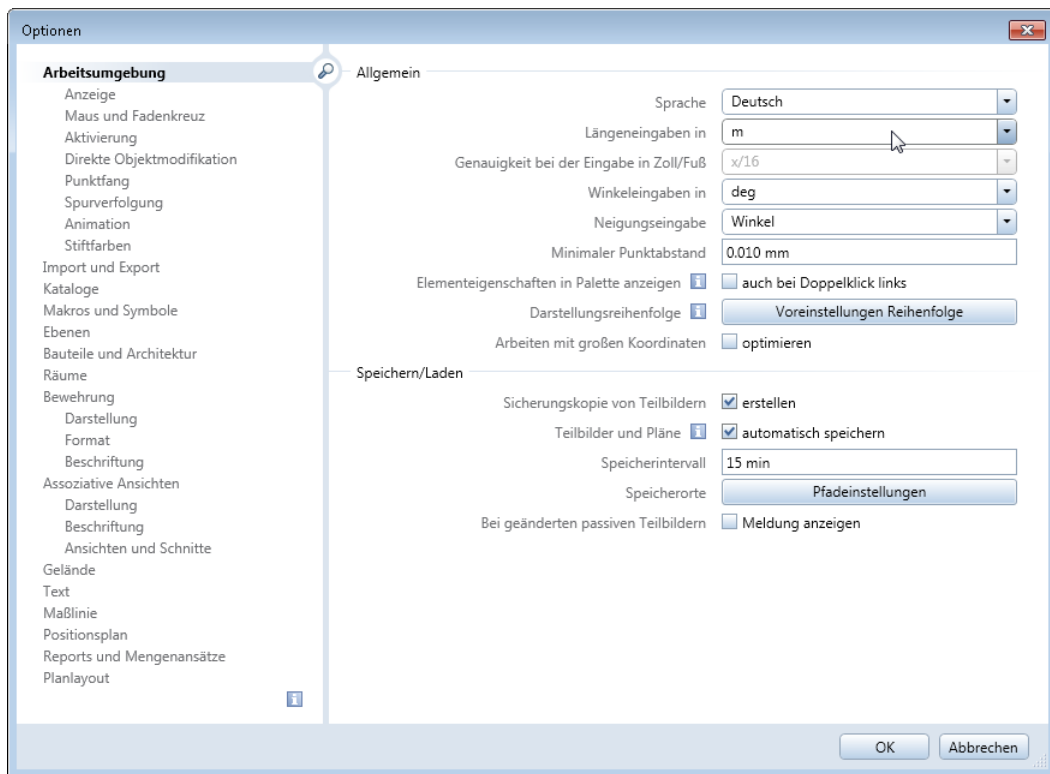 Optionen
Arbeitsumgebung
Anzeige
Maus und Fadenkreuz
Aktivierung
Direkte Objektmodifikation
Punktfang
Spurverfolgung
Animation
Stiftfarben
Import und Export
Kataloge
Makros und Symbole
Ebenen
Bauteile und Architektur
Räume
Bewehrung
Darstellung
Format
Beschriftung
Assoziative Ansichten
Darstellung
Beschriftung
Ansichten und Schnitte
Gelände
Text
Maßlinie
Positionsplan
Reports und Mengenansätze
Planlayout
Allgemein
Sprache Deutsch
Längeneingaben in m
Genauigkeit bei der Eingabe in Zoll/Fuß x/16
Winkeleingaben in deg
Neigungseingabe Winkel
Minimaler Punktabstand 0.010 mm
Elementeigenschaften in Palette anzeigen auch bei Doppelklick links
Darstellungsreihenfolge Voreinstellungen Reihenfolge
Arbeiten mit großen Koordinaten optimieren
Speichern/Laden
Sicherungskopie von Teilbildern erstellen
Teilbilder und Pläne automatisch speichern
Speicherintervall 15 min
Speicherorte Pfadeinstellungen
Bei geänderten passiven Teilbildern Meldung anzeigen
OK Abbrechen